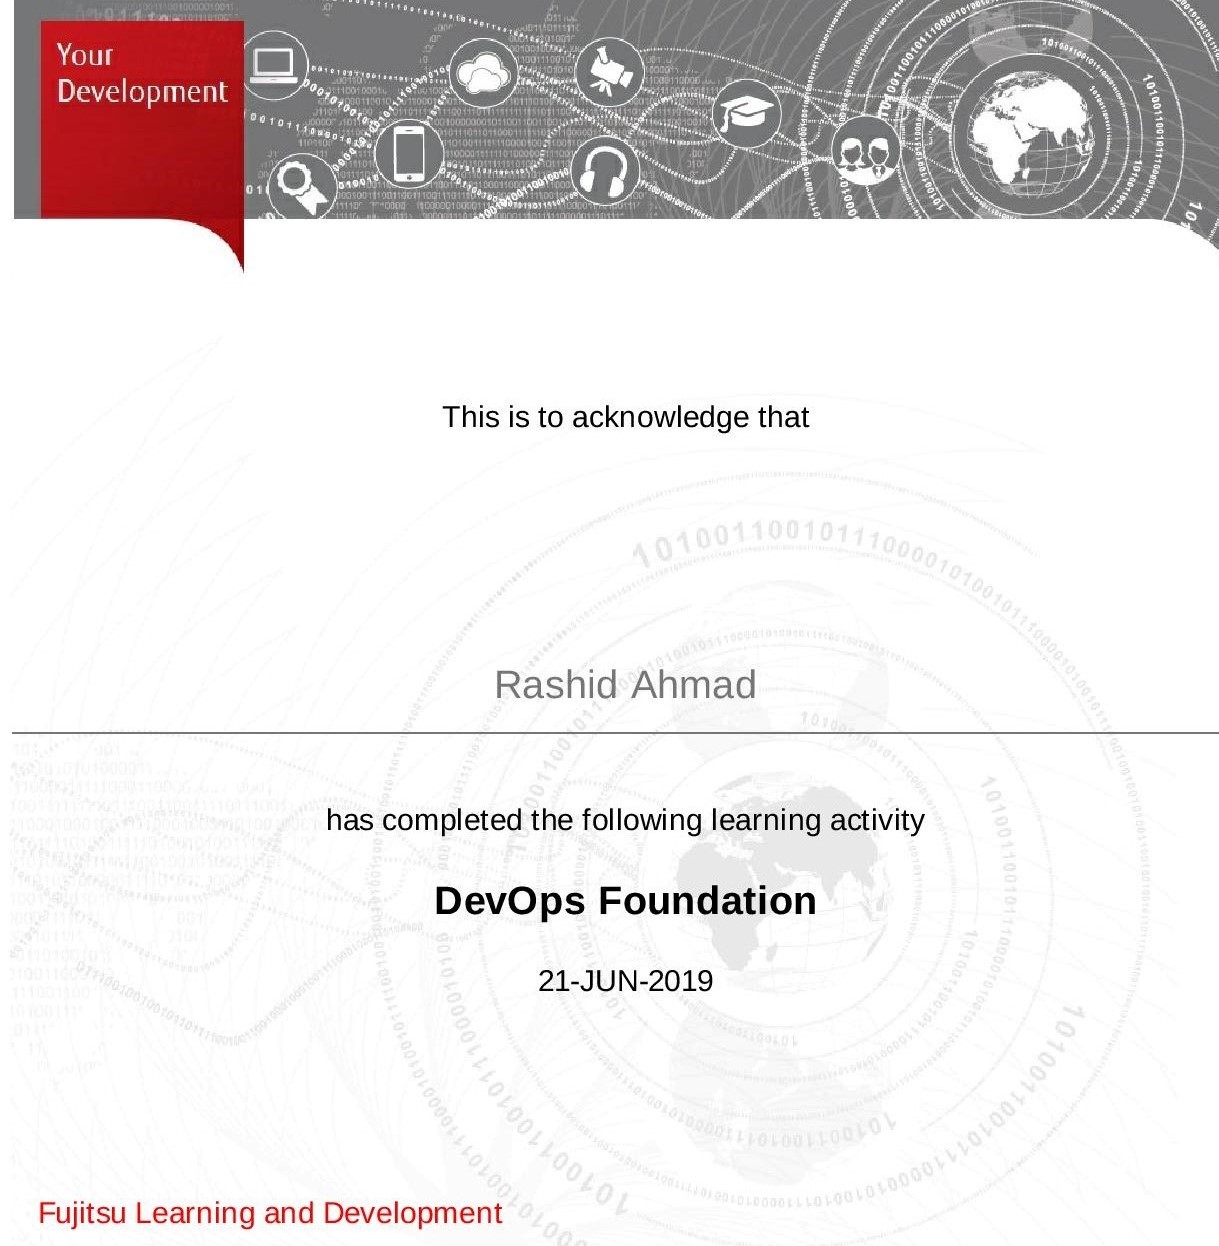 Your
Development
This is to acknowledge that
Rashid Ahmad
has completed the following learning activity
DevOps Foundation
21-JUN-2019
Fujitsu Learning and Development